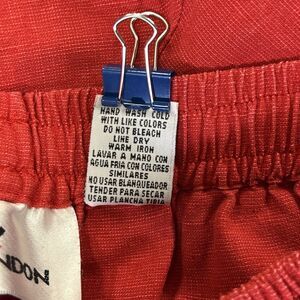 HAND WASH COLD
WITH LIKE COLORS
DO NOT BLEACH
LINE DRY
WARM IRON
LAVAR A MANO CON
AGUA FRIA CON COLORES
SIMILARES
NO USAR BLANQUEADOR
TENDER PARA SECAR
USAR PLANCHA TIBIA
NDON